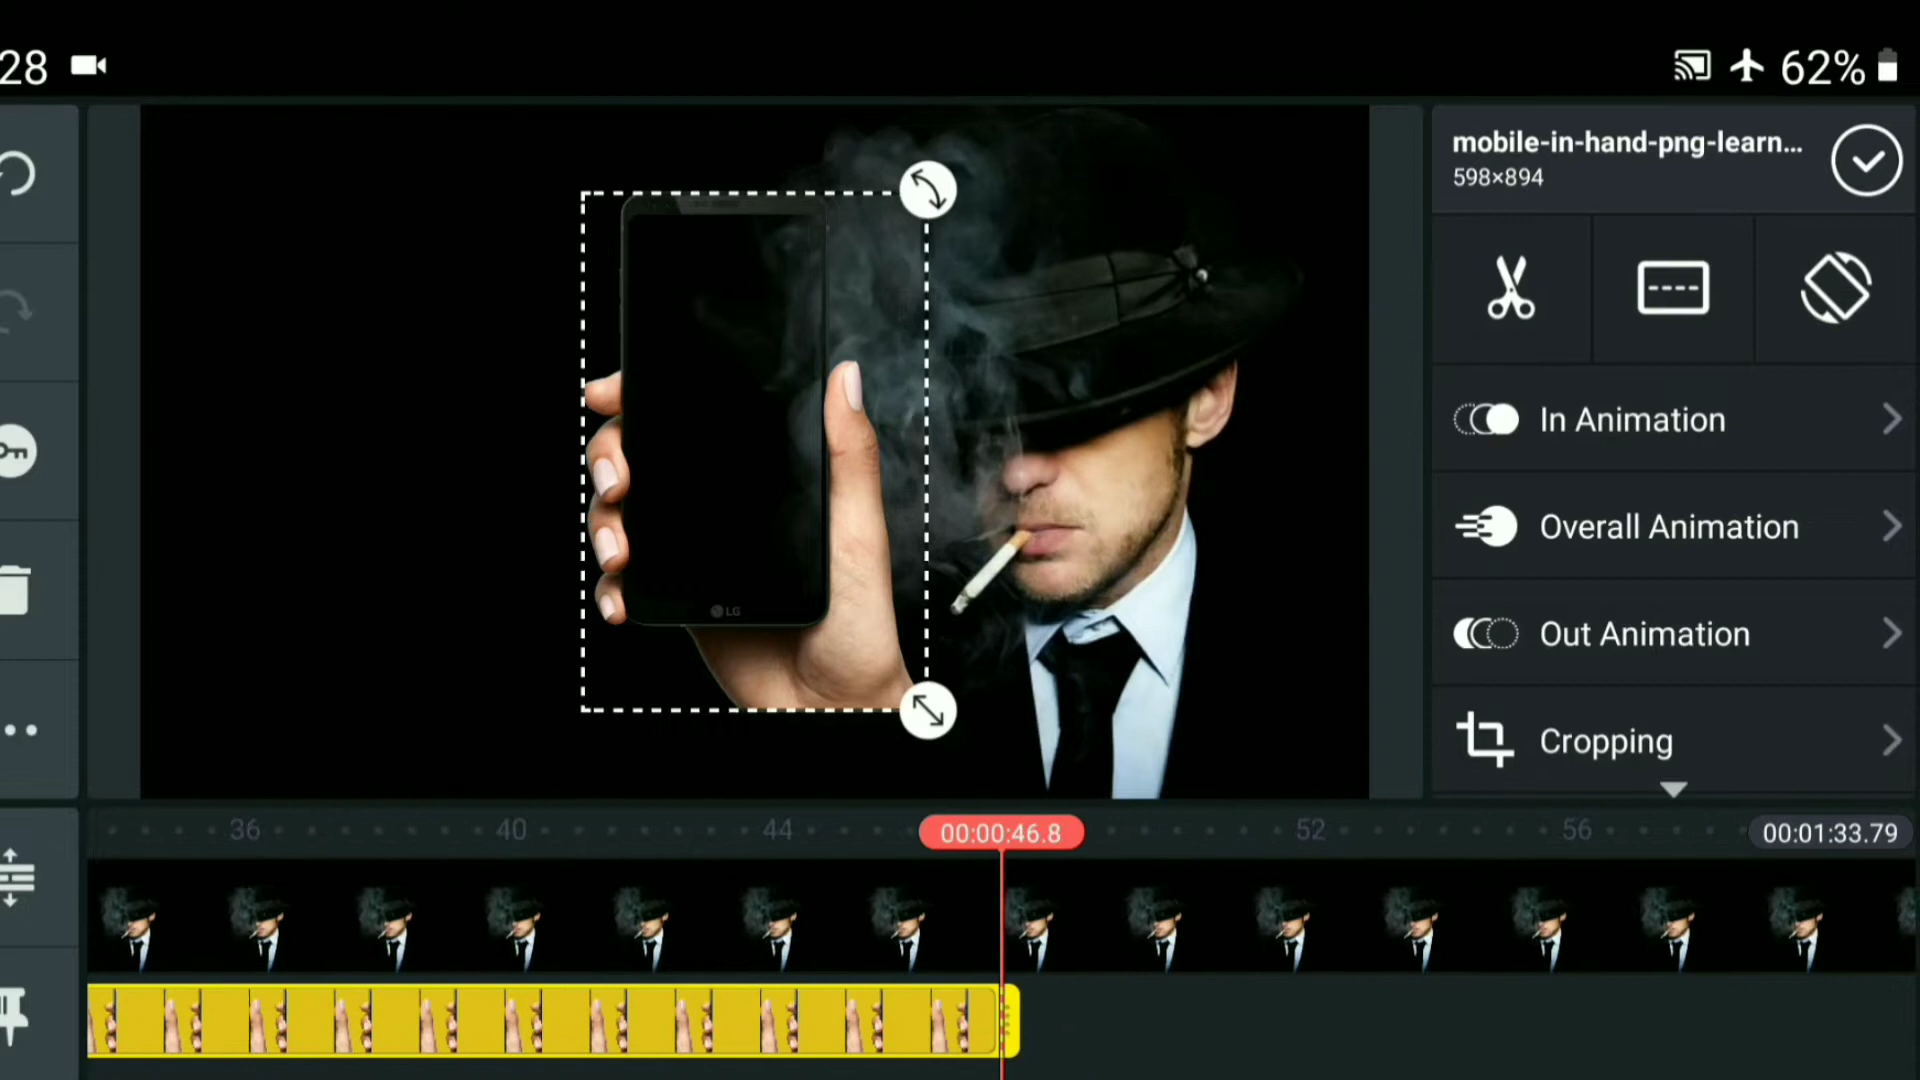 28
62%
mobile-in-hand-png-learn...
598×894
In Animation
Overall Animation
Out Animation
Cropping
LG
36
40
44
00:00:46.8
52
56
00:01:33.79